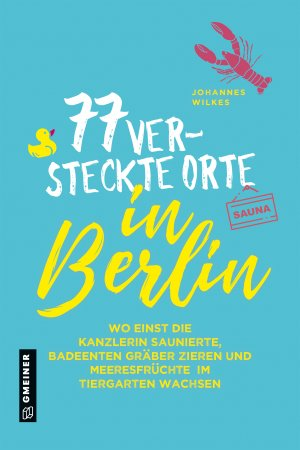 JOHANNES
WILKES
77 VER-
STECKTE ORTE
in
SAUNA
Berlin
WO EINST DIE
KANZLERIN SAUNIERTE,
BADEENTEN GRÄBER ZIEREN UND
MEERESFRÜCHTE IM
TIERGARTEN WACHSEN
GMEINER